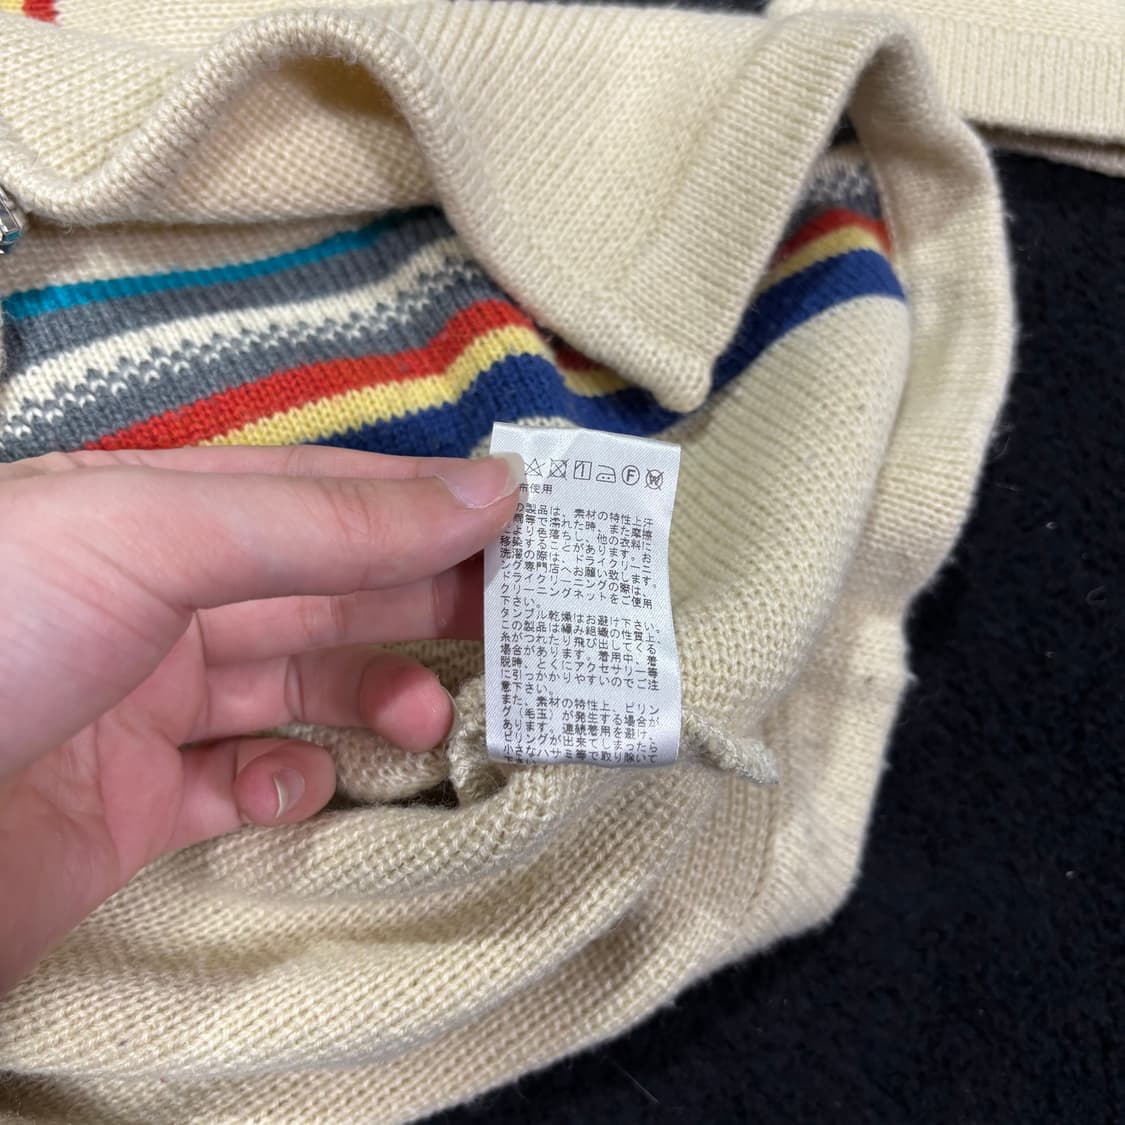 F W
布使用
の製品は、素材の特性上汗
雨等で濡れた時、また摩擦
により色落ちし、他の衣料に
移染することがあります。お
洗濯の際は、ドライクリーニ
ング専門店へお願い致します。
ドライクリーニングの際は、
クリーニングネットをご使用
下さい。
タンブル乾燥はお避け下さい。
この製品は編み組織の性質上、
糸がつれたり飛び出してくる
場合があります。着用中、着
脱時、とくにアクセサリー等
に引っかかりやすいのでご注
意下さい。
また、素材の特性上、ピリン
グ(毛玉)が発生する場合が
あります。連続着用を避け、
ピリングが出来てしまったら
小さなハサミ等で取り除いて
下さい